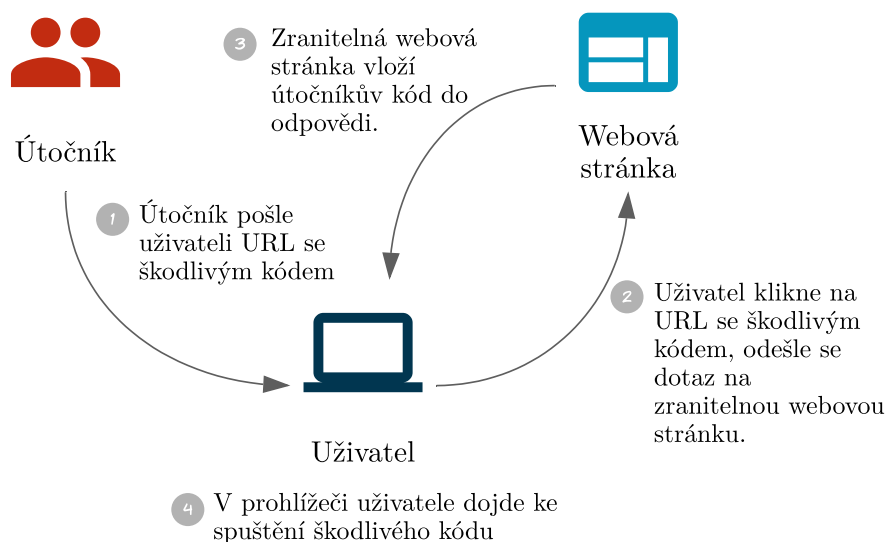 3
Zranitelná webová
stránka vloží
útočníkův kód do
odpovědi.
Útočník
Webová
stránka
1
Útočník pošle
uživateli URL se
škodlivým kódem
2
Uživatel klikne na
URL se škodlivým
kódem, odešle se
dotaz na
zranitelnou webovou
stránku.
Uživatel
4
V prohlížeči uživatele dojde ke
spuštění škodlivého kódu